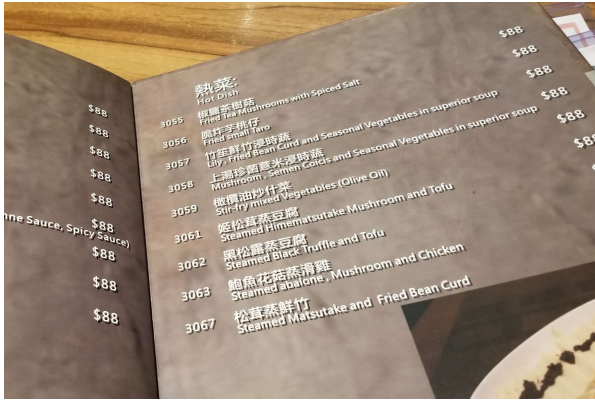 $88
$88
$88
$88
$88
nne Sauce, Spicy Sauce)
$88
$88
$88
$88
熱菜:
Hot Dish
3055 椒鹽茶樹菇 $88
Fried Tea Mushrooms with Spiced Salt
3056 脆炸芋桃仔 $88
Fried small Taro
3057 竹笙鮮竹浸時蔬 $88
Lily, Fried Bean Curd and Seasonal Vegetables in superior soup
3058 上湯珍菌薏米浸時蔬 $88
Mushroom, Semen Coicis and Seasonal Vegetables in superior soup
3059 橄欖油炒什菜 $88
Stir-fry mixed Vegetables (Olive Oil)
3061 姬松茸蒸豆腐
Steamed Himematsutake Mushroom and Tofu
3062 黑松露蒸豆腐
Steamed Black Truffle and Tofu
3063 鮑魚花菇蒸滑雞
Steamed abalone, Mushroom and Chicken
3067 松茸蒸鮮竹
Steamed Matsutake and Fried Bean Curd